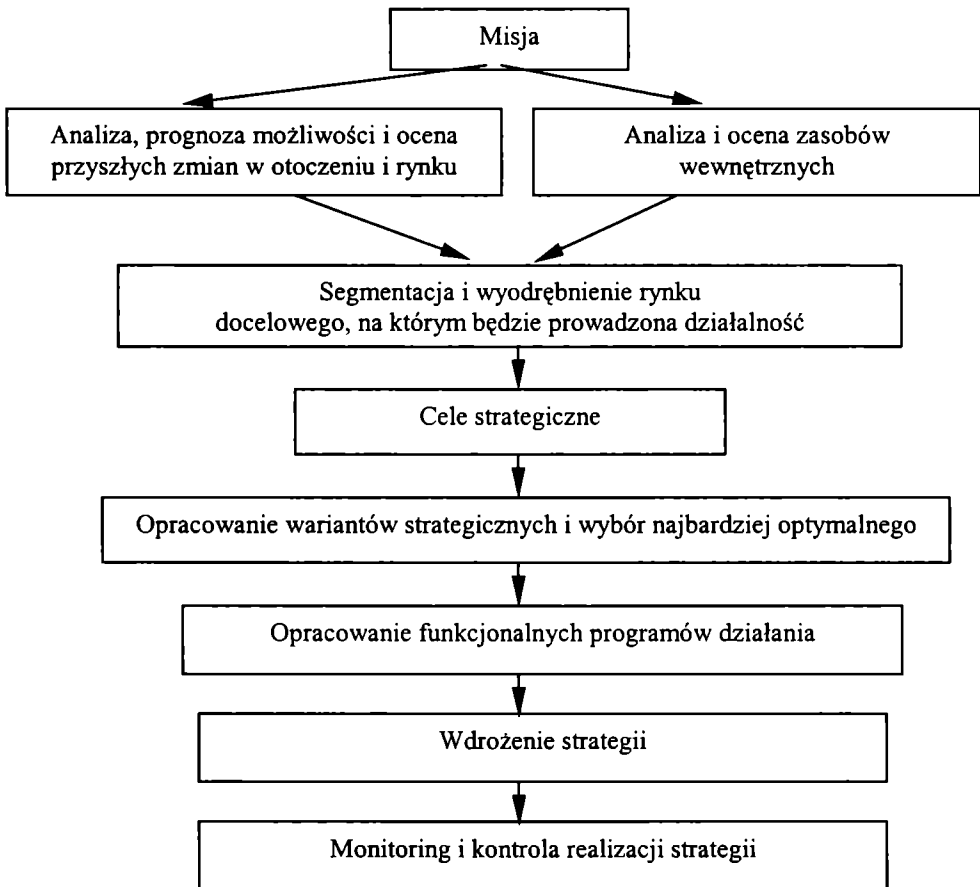 Misja
Analiza, prognoza możliwości i ocena
przyszłych zmian w otoczeniu i rynku
Analiza i ocena zasobów
wewnętrznych
Segmentacja i wyodrębnienie rynku
docelowego, na którym będzie prowadzona działalność
Cele strategiczne
Opracowanie wariantów strategicznych i wybór najbardziej optymalnego
Opracowanie funkcjonalnych programów działania
Wdrożenie strategii
Monitoring i kontrola realizacji strategii